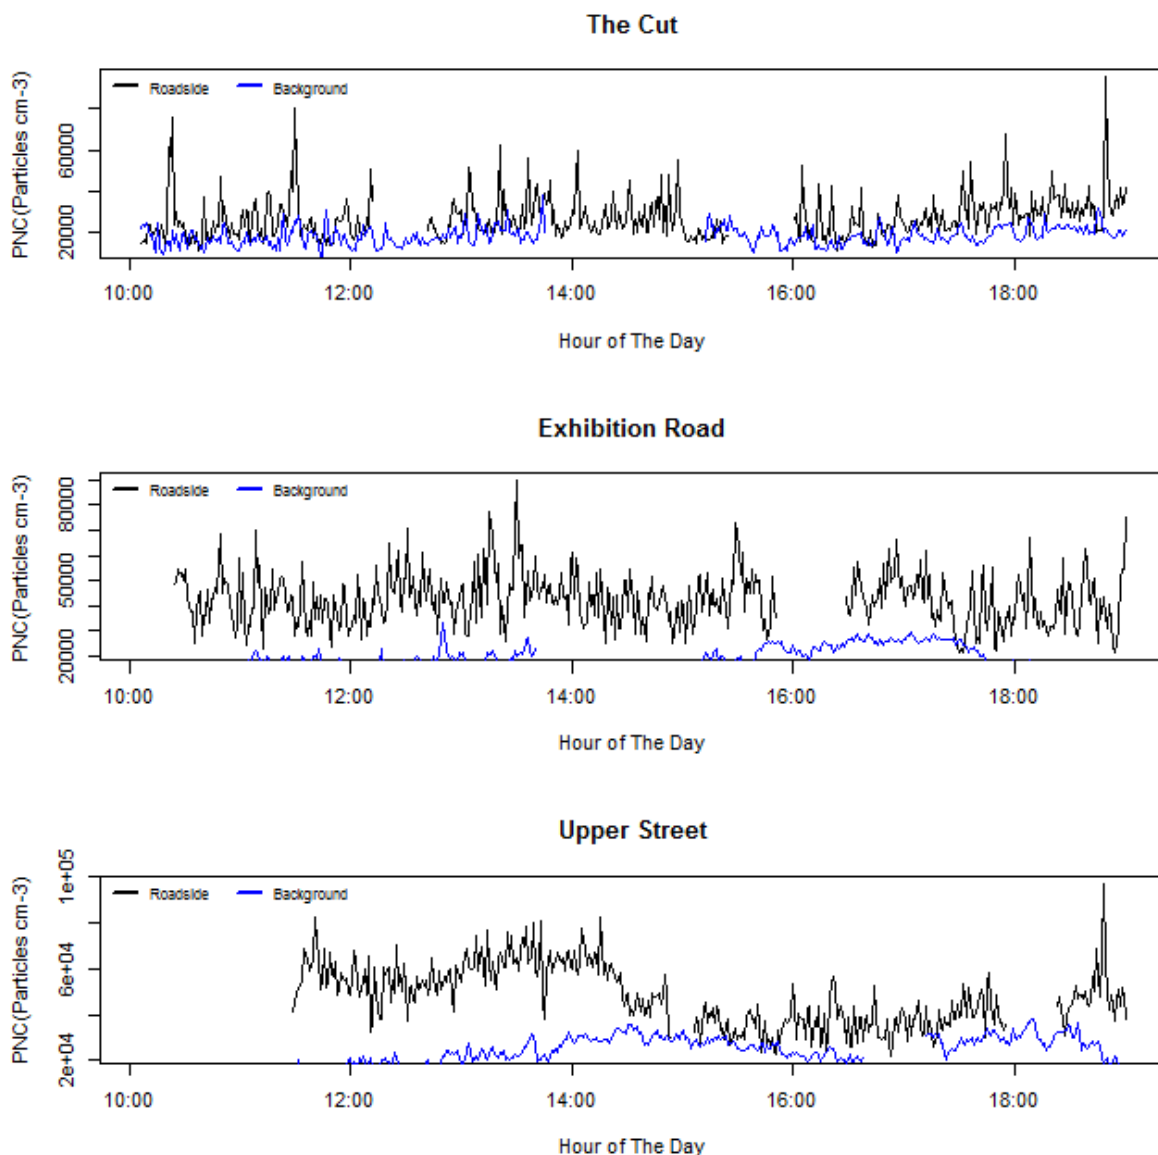 The Cut
PNC(Particles cm-3)
20000 60000
Roadside Background
10:00 12:00 14:00 16:00 18:00
Hour of The Day
Exhibition Road
PNC(Particles cm-3)
20000 50000 80000
Roadside Background
10:00 12:00 14:00 16:00 18:00
Hour of The Day
Upper Street
PNC(Particles cm-3)
2e+04 6e+04 1e+05
Roadside Background
10:00 12:00 14:00 16:00 18:00
Hour of The Day